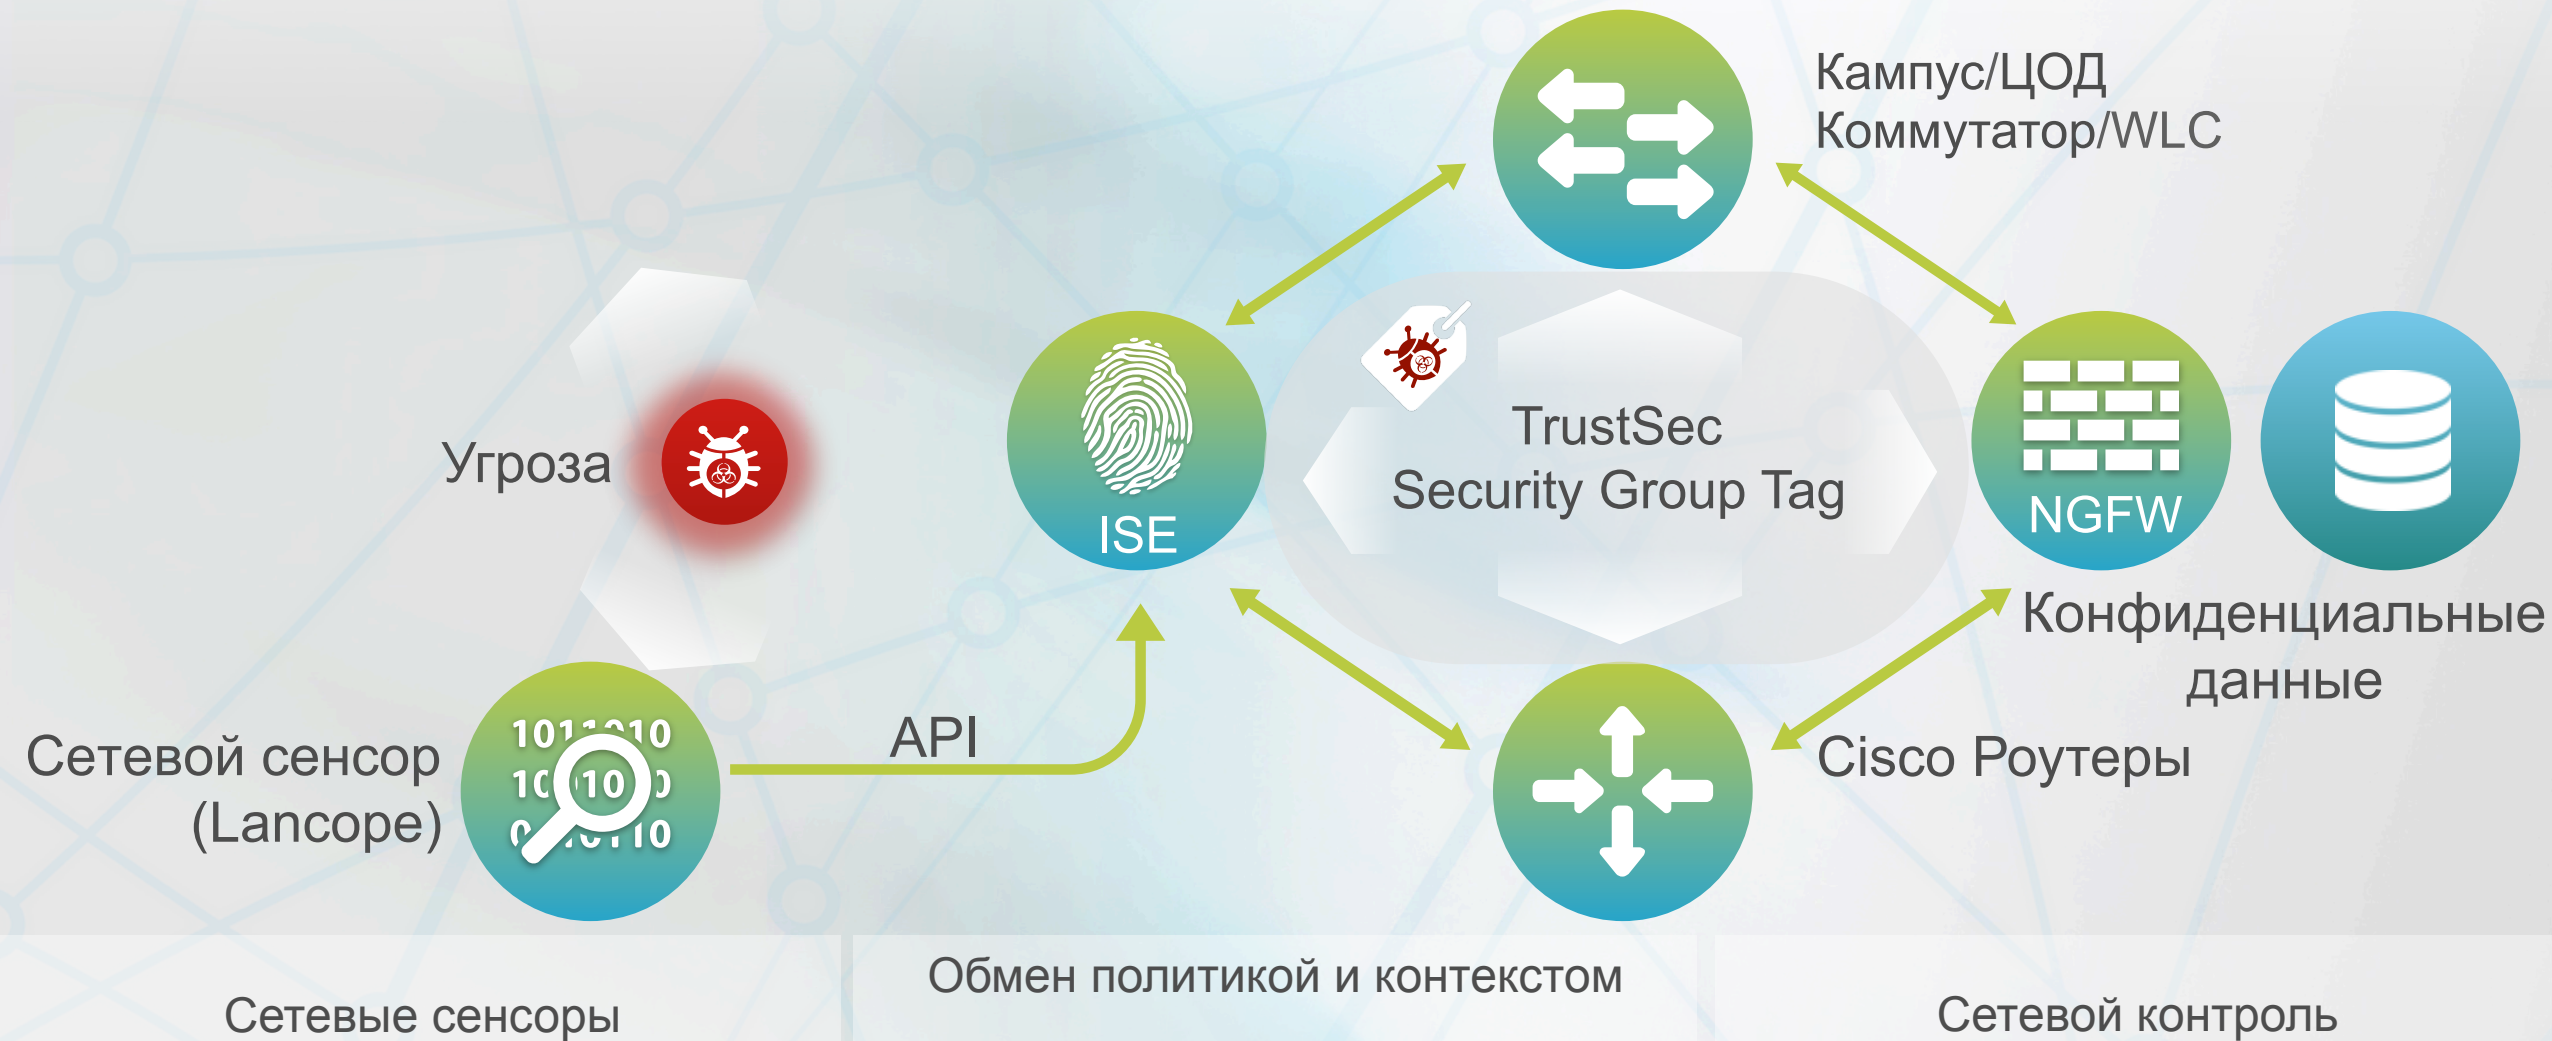 Кампус/ЦОД
Коммутатор/WLC
Угроза
ISE
TrustSec
Security Group Tag
NGFW
Конфиденциальные
данные
Сетевой сенсор
(Lancope)
API
Cisco Роутеры
Сетевые сенсоры
Обмен политикой и контекстом
Сетевой контроль